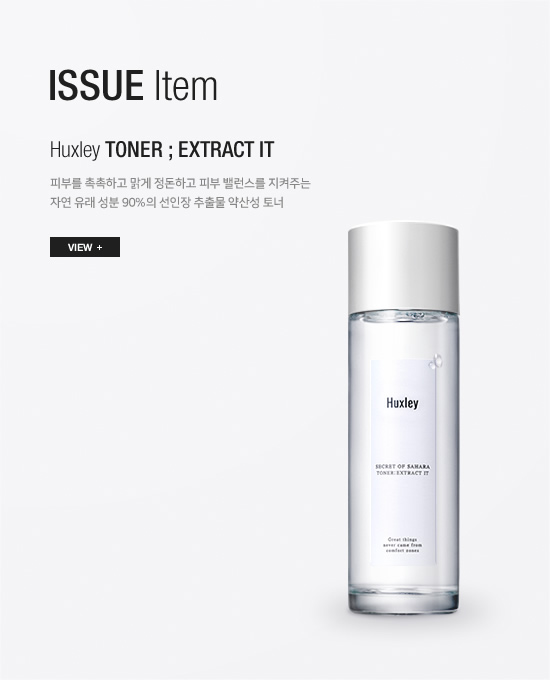 ISSUE Item
Huxley TONER ; EXTRACT IT
피부를 촉촉하고 맑게 정돈하고 피부 밸런스를 지켜주는
자연 유래 성분 90%의 선인장 추출물 약산성 토너
VIEW +
Huxley
SECRET OF SAHARA
TONER;EXTRACT IT
Great things
never came from
comfort zones